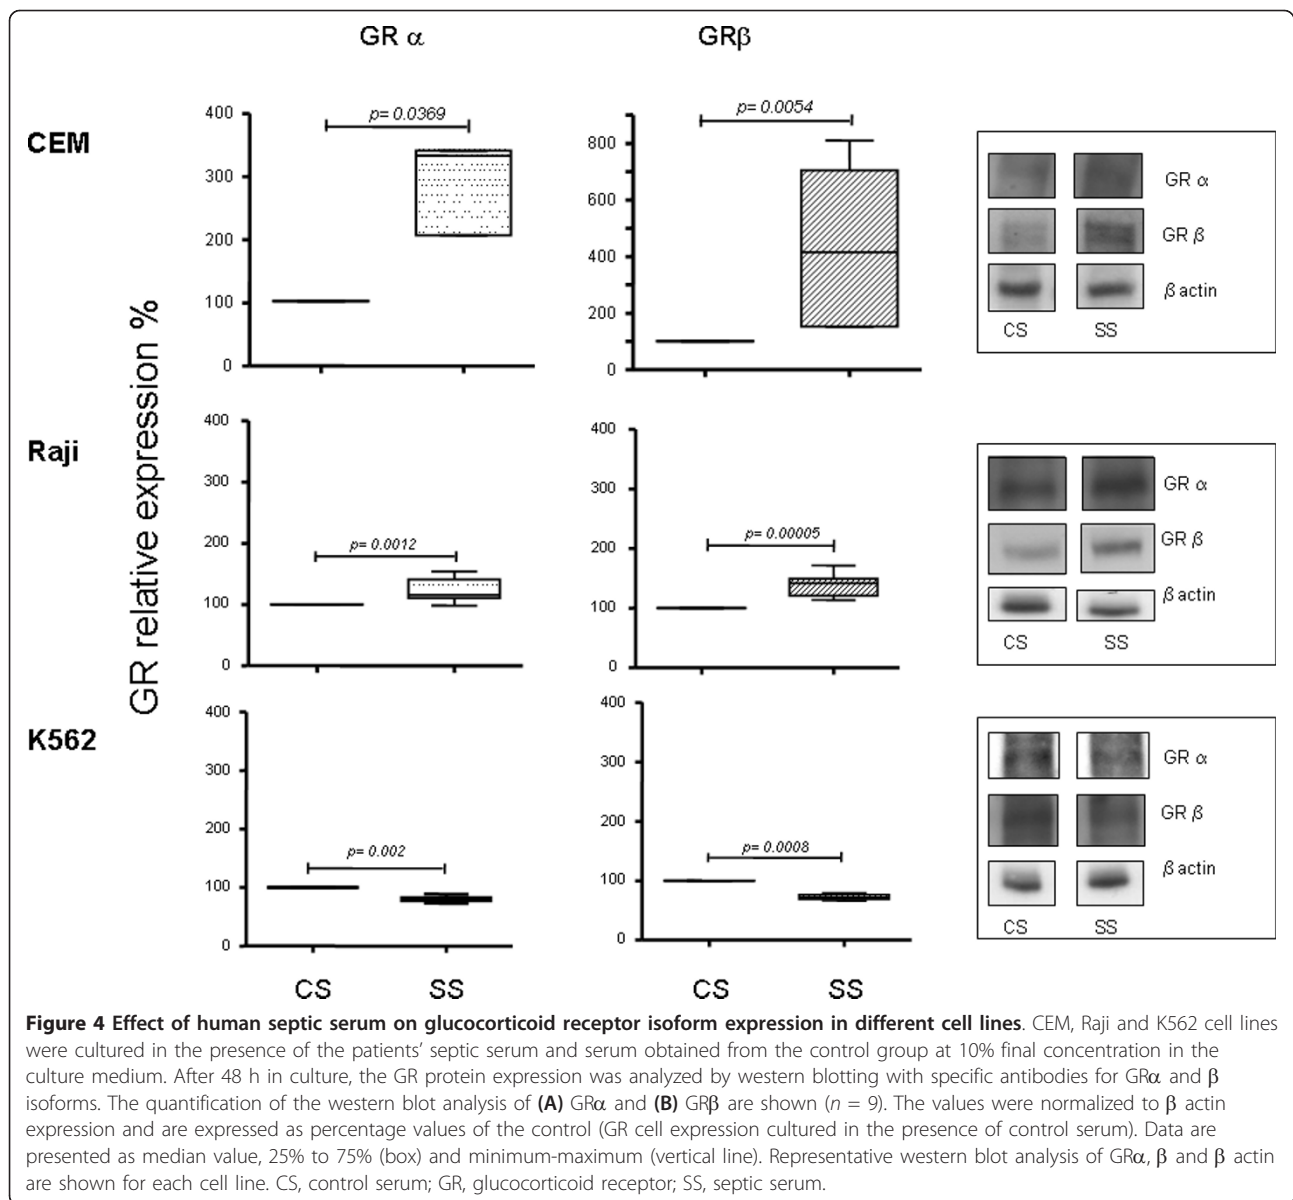 GR α
GRβ
CEM
GR relative expression %
400
300
200
100
0
p= 0.0369
800
600
400
200
0
p= 0.0054
GR α
GR β
β actin
CS SS
Raji
400
300
200
100
0
p= 0.0012
400
300
200
100
0
p= 0.00005
GR α
GR β
β actin
CS SS
K562
400
300
200
100
0
p= 0.002
400
300
200
100
0
p= 0.0008
GR α
GR β
β actin
CS SS
CS SS CS SS
Figure 4 Effect of human septic serum on glucocorticoid receptor isoform expression in different cell lines. CEM, Raji and K562 cell lines
were cultured in the presence of the patients’ septic serum and serum obtained from the control group at 10% final concentration in the
culture medium. After 48 h in culture, the GR protein expression was analyzed by western blotting with specific antibodies for GRα and β
isoforms. The quantification of the western blot analysis of (A) GRα and (B) GRβ are shown (n = 9). The values were normalized to β actin
expression and are expressed as percentage values of the control (GR cell expression cultured in the presence of control serum). Data are
presented as median value, 25% to 75% (box) and minimum-maximum (vertical line). Representative western blot analysis of GRα, β and β actin
are shown for each cell line. CS, control serum; GR, glucocorticoid receptor; SS, septic serum.